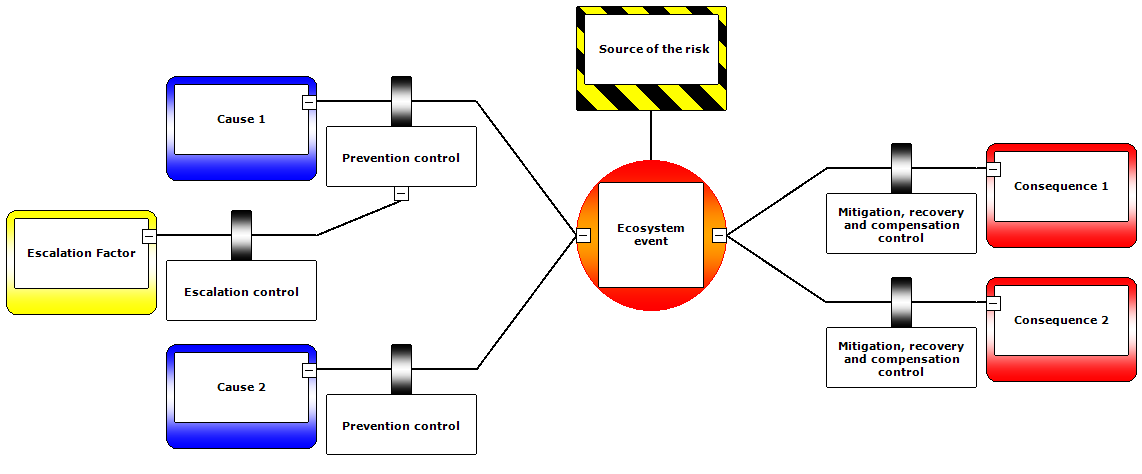 Source of the risk
Cause 1
Prevention control
Escalation Factor
Escalation control
Cause 2
Prevention control
Ecosystem
event
Mitigation, recovery
and compensation
control
Consequence 1
Mitigation, recovery
and compensation
control
Consequence 2